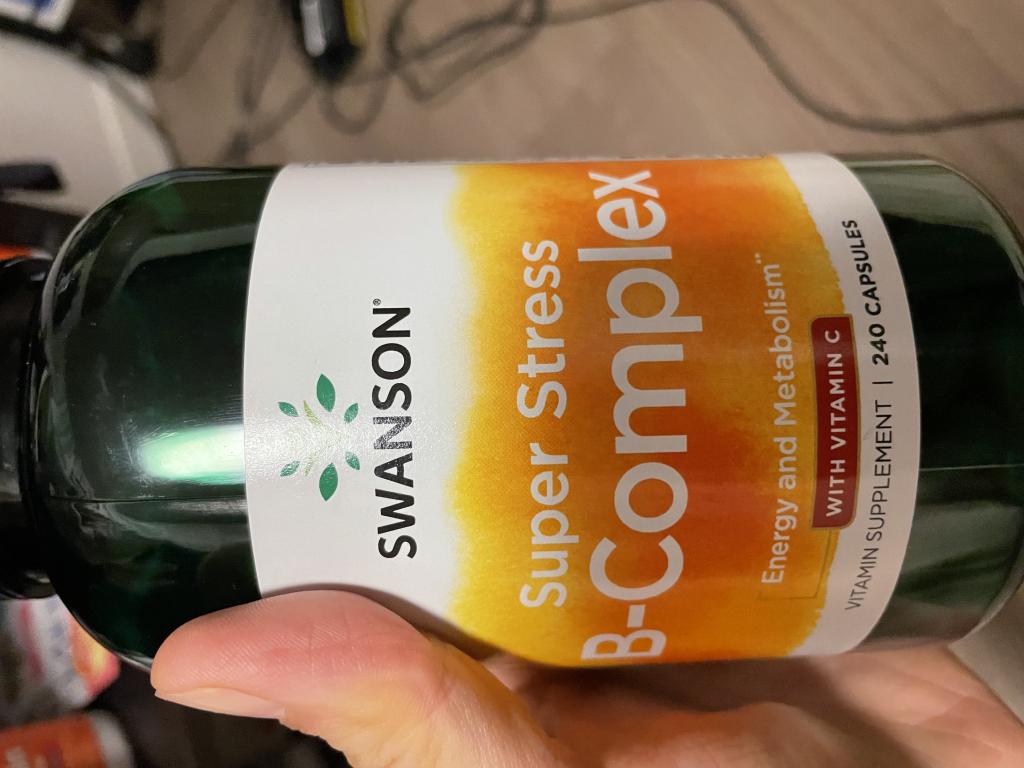 SWANSON®
Super Stress
B-Complex
Energy and Metabolism¨
WITH VITAMIN C
VITAMIN SUPPLEMENT | 240 CAPSULES